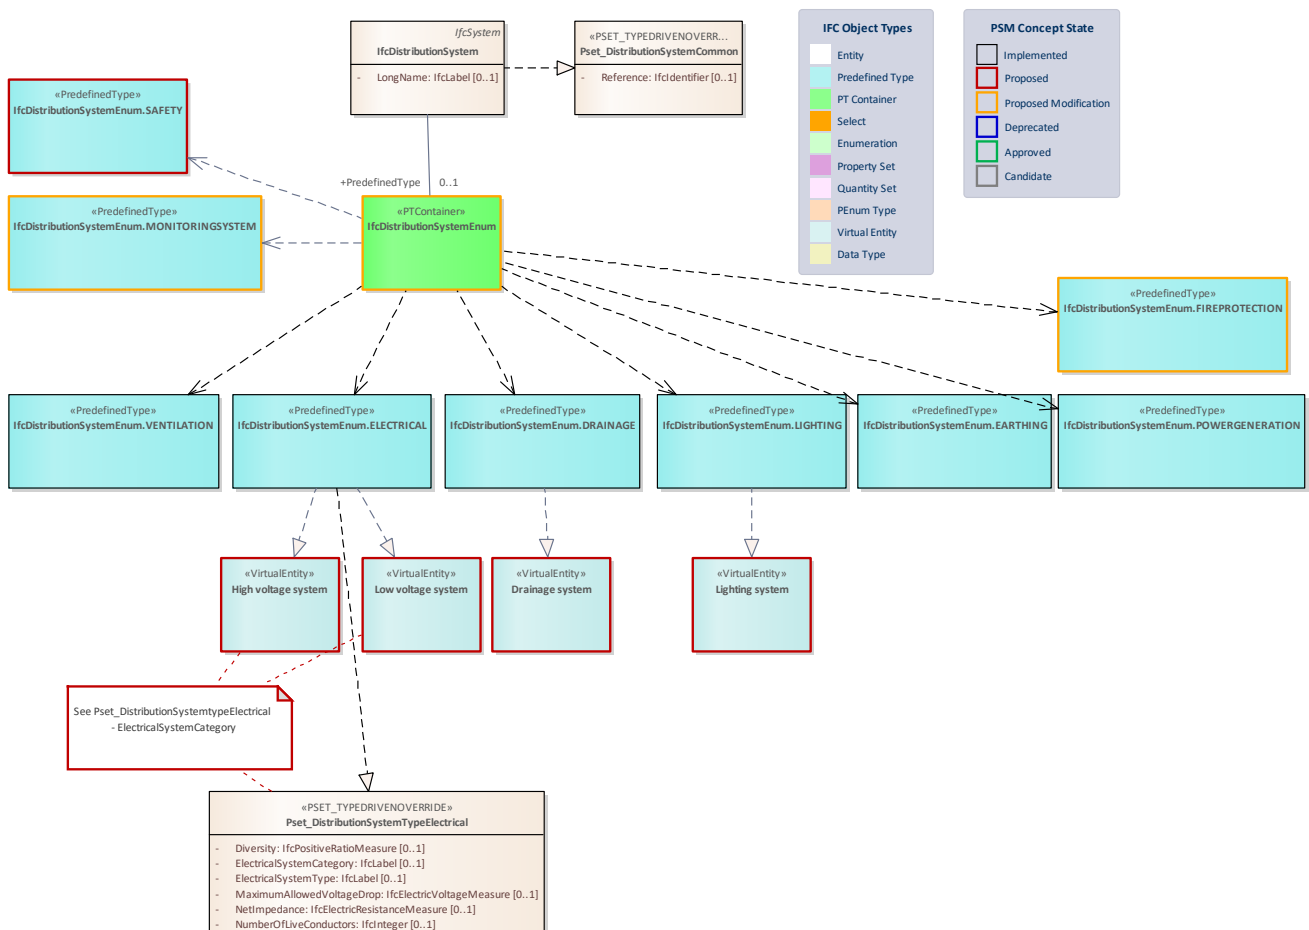 IfcSystem
IfcDistributionSystem
- LongName: IfcLabel [0..1]
«PSET_TYPEDRIVENOVERR...
Pset_DistributionSystemCommon
- Reference: IfcIdentifier [0..1]
IFC Object Types
Entity
Predefined Type
PT Container
Select
Enumeration
Property Set
Quantity Set
PEnum Type
Virtual Entity
Data Type
PSM Concept State
Implemented
Proposed
Proposed Modification
Deprecated
Approved
Candidate
«PredefinedType»
IfcDistributionSystemEnum.SAFETY
+PredefinedType 0..1
«PredefinedType»
IfcDistributionSystemEnum.MONITORINGSYSTEM
«PTContainer»
IfcDistributionSystemEnum
«PredefinedType»
IfcDistributionSystemEnum.FIREPROTECTION
«PredefinedType»
IfcDistributionSystemEnum.VENTILATION
«PredefinedType»
IfcDistributionSystemEnum.ELECTRICAL
«PredefinedType»
IfcDistributionSystemEnum.DRAINAGE
«PredefinedType»
IfcDistributionSystemEnum.LIGHTING
«PredefinedType»
IfcDistributionSystemEnum.EARTHING
«PredefinedType»
IfcDistributionSystemEnum.POWERGENERATION
«VirtualEntity»
High voltage system
«VirtualEntity»
Low voltage system
«VirtualEntity»
Drainage system
«VirtualEntity»
Lighting system
See Pset_DistributionSystemtypeElectrical
- ElectricalSystemCategory
«PSET_TYPEDRIVENOVERRIDE»
Pset_DistributionSystemTypeElectrical
- Diversity: IfcPositiveRatioMeasure [0..1]
- ElectricalSystemCategory: IfcLabel [0..1]
- ElectricalSystemType: IfcLabel [0..1]
- MaximumAllowedVoltageDrop: IfcElectricVoltageMeasure [0..1]
- NetImpedance: IfcElectricResistanceMeasure [0..1]
- NumberOfLiveConductors: IfcInteger [0..1]